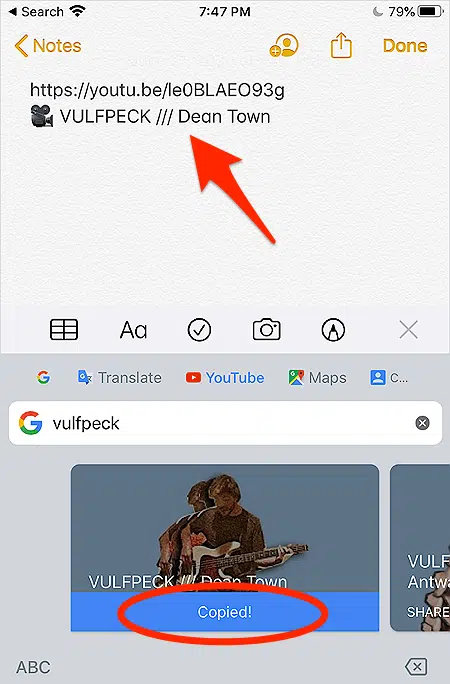 Search 7:47 PM 79%
Notes Done
https://youtu.be/le0BLAEO93g
VULFPECK /// Dean Town
Aa
G Translate YouTube Maps C...
G vulfpeck
VULFPECK /// Dean Town
Copied!
VULF
Antwa
SHARE
ABC